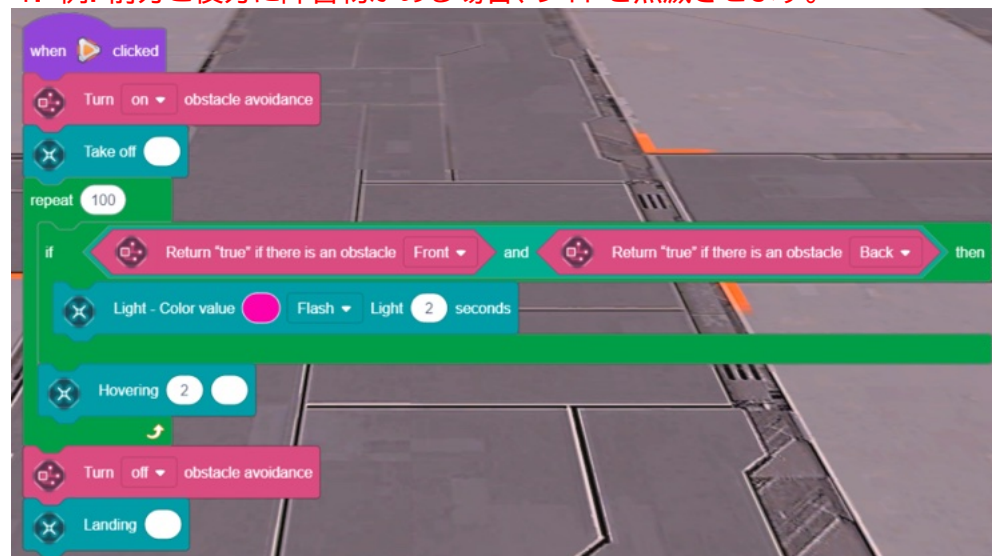 when clicked
Turn on obstacle avoidance
Take off
repeat 100
if Return "true" if there is an obstacle Front and Return "true" if there is an obstacle Back then
Light - Color value Flash Light 2 seconds
Hovering 2
Turn off obstacle avoidance
Landing